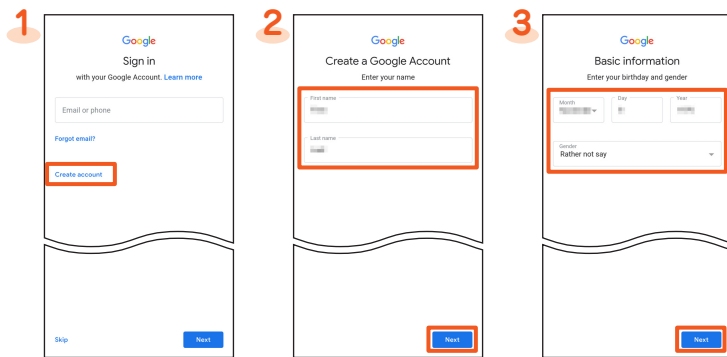 1
Google
Sign in
with your Google Account. Learn more
Email or phone
Forgot email?
Create account
Skip
Next
2
Google
Create a Google Account
Enter your name
First name
Last name
Next
3
Google
Basic information
Enter your birthday and gender
Month
Day
Year
Gender
Rather not say
Next